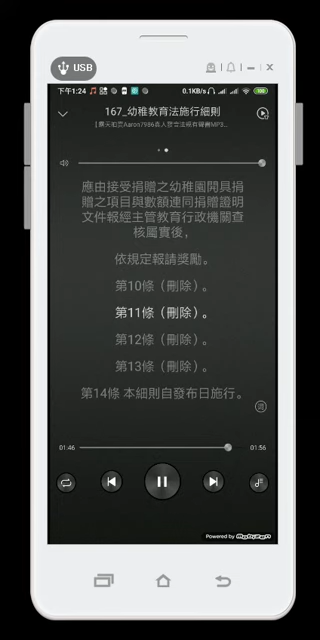 USB
下午1:24
0.1KB/s
100
167_幼稚教育法施行細則
應由接受捐贈之幼稚園開具捐
贈之項目與數額連同捐贈證明
文件報經主管教育行政機關查
核屬實後，
依規定報請獎勵。
第10條（刪除）。
第11條（刪除）。
第12條（刪除）。
第13條（刪除）。
第14條 本細則自發布日施行。
詞
01:46
01:56
Powered by